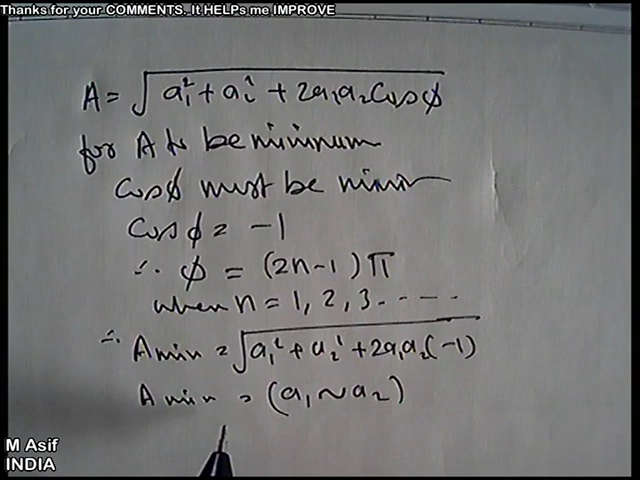 Thanks for your COMMENTS. It HELPs me IMPROVE
A = √a₁² + a₂² + 2a₁a₂Cosφ
for A to be minimum
Cosφ must be minim
Cosφ = -1
∴ φ = (2n-1)π
when n = 1, 2, 3.....
∴ Amin = √a₁² + a₂² + 2a₁a₂(-1)
Amin = (a₁~a₂)
M Asif
INDIA